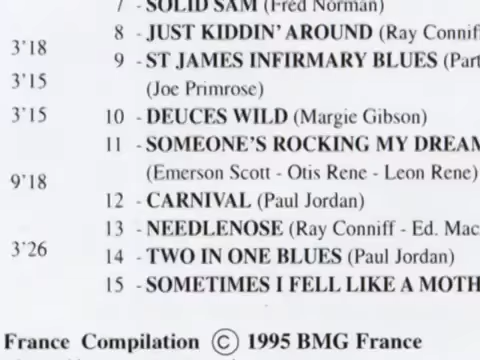 7 - SOLID SAM (Fred Norman)
8 - JUST KIDDIN' AROUND (Ray Conniff
3'18
9 - ST JAMES INFIRMARY BLUES (Part
3'15
(Joe Primrose)
3'15
10 - DEUCES WILD (Margie Gibson)
11 - SOMEONE'S ROCKING MY DREAM
9'18
(Emerson Scott - Otis Rene - Leon Rene)
12 - CARNIVAL (Paul Jordan)
13 - NEEDLENOSE (Ray Conniff - Ed. Mac
3'26
14 - TWO IN ONE BLUES (Paul Jordan)
15 - SOMETIMES I FELL LIKE A MOTH
France Compilation © 1995 BMG France